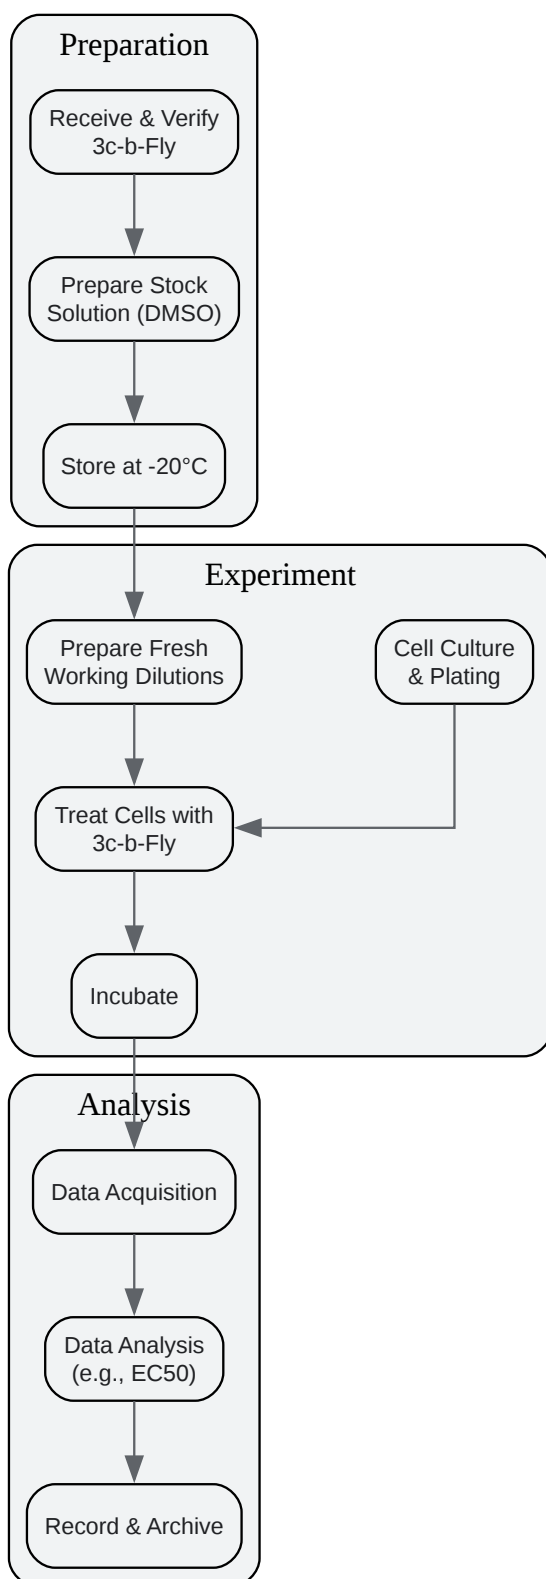 Preparation
Receive & Verify
3c-b-Fly
Prepare Stock
Solution (DMSO)
Store at -20°C
Experiment
Prepare Fresh
Working Dilutions
Cell Culture
& Plating
Treat Cells with
3c-b-Fly
Incubate
Analysis
Data Acquisition
Data Analysis
(e.g., EC50)
Record & Archive